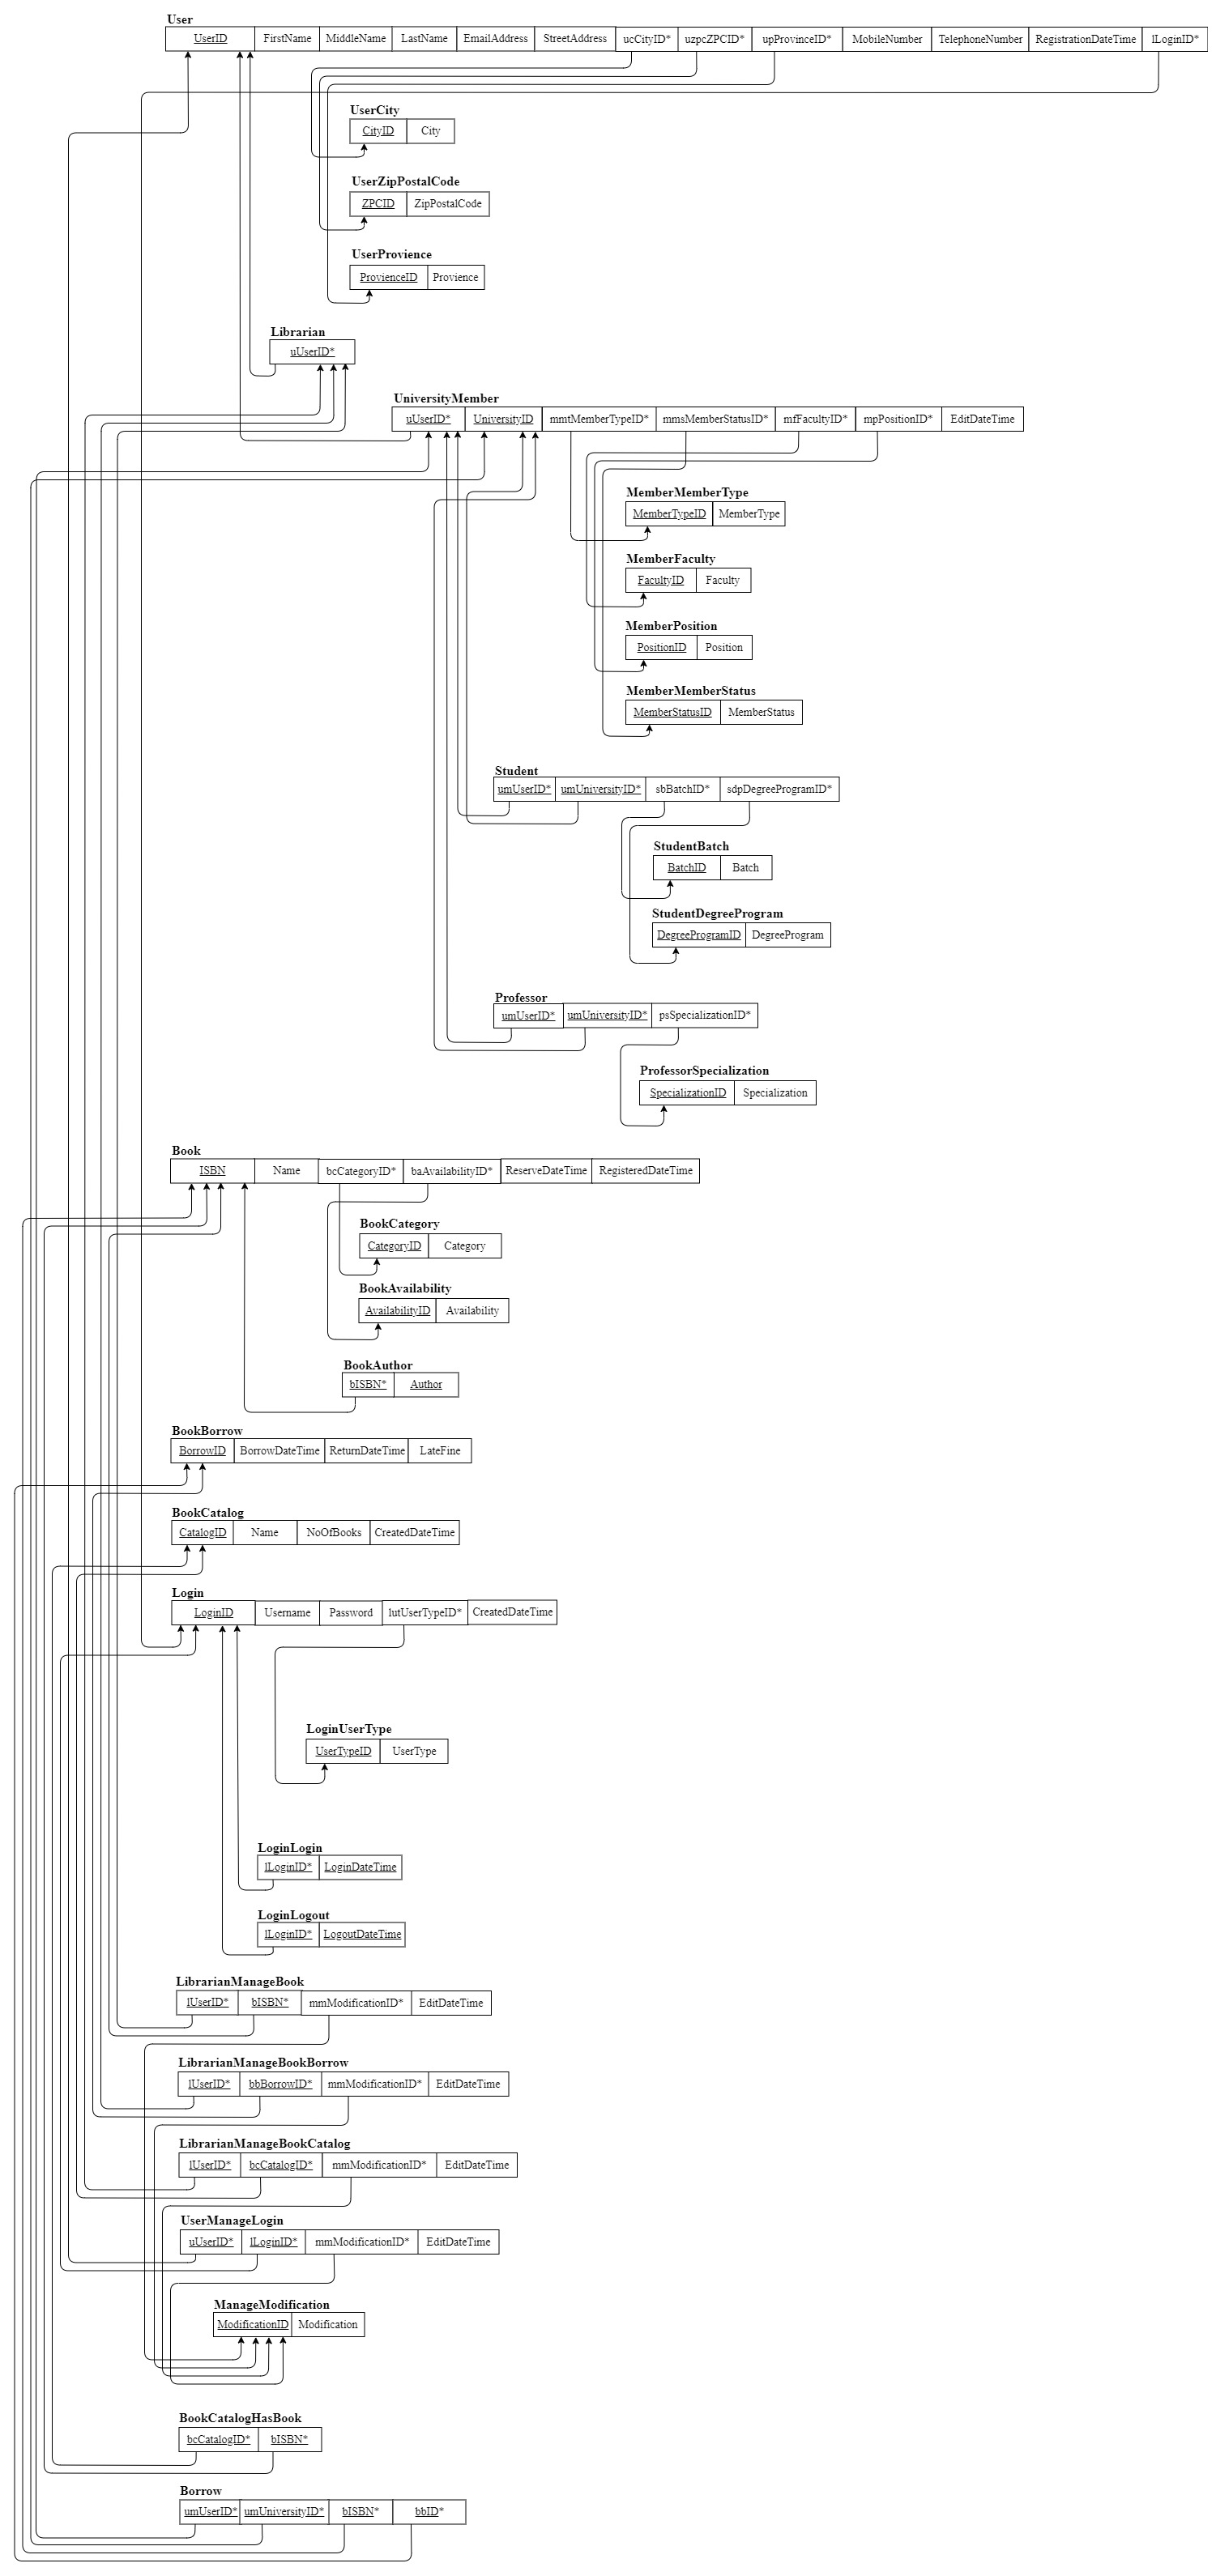 User
UserID FirstName MiddleName LastName EmailAddress StreetAddress ucCityID* uzpcZPCID* upProvinceID* MobileNumber TelephoneNumber RegistrationDateTime lLoginID*
UserCity
CityID City
UserZipPostalCode
ZPCID ZipPostalCode
UserProvience
ProvienceID Provience
Librarian
uUserID*
UniversityMember
uUserID* UniversityID mmtMemberTypeID* mmsMemberStatusID* mfFacultyID* mpPositionID* EditDateTime
MemberMemberType
MemberTypeID MemberType
MemberFaculty
FacultyID Faculty
MemberPosition
PositionID Position
MemberMemberStatus
MemberStatusID MemberStatus
Student
umUserID* umUniversityID* sbBatchID* sdpDegreeProgramID*
StudentBatch
BatchID Batch
StudentDegreeProgram
DegreeProgramID DegreeProgram
Professor
umUserID* umUniversityID* psSpecializationID*
ProfessorSpecialization
SpecializationID Specialization
Book
ISBN Name bcCategoryID* baAvailabilityID* ReserveDateTime RegisteredDateTime
BookCategory
CategoryID Category
BookAvailability
AvailabilityID Availability
BookAuthor
bISBN* Author
BookBorrow
BorrowID BorrowDateTime ReturnDateTime LateFine
BookCatalog
CatalogID Name NoOfBooks CreatedDateTime
Login
LoginID Username Password lutUserTypeID* CreatedDateTime
LoginUserType
UserTypeID UserType
LoginLogin
lLoginID* LoginDateTime
LoginLogout
lLoginID* LogoutDateTime
LibrarianManageBook
lUserID* bISBN* mmModificationID* EditDateTime
LibrarianManageBookBorrow
lUserID* bbBorrowID* mmModificationID* EditDateTime
LibrarianManageBookCatalog
lUserID* bcCatalogID* mmModificationID* EditDateTime
UserManageLogin
uUserID* lLoginID* mmModificationID* EditDateTime
ManageModification
ModificationID Modification
BookCatalogHasBook
bcCatalogID* bISBN*
Borrow
umUserID* umUniversityID* bISBN* bbID*